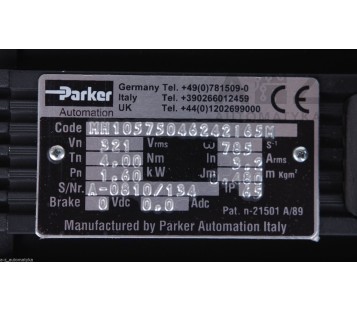 Parker
Automation
Germany Tel. +49(0)781509-0
Italy Tel. +390266012459
UK Tel. +44(0)1202699000
CE
Code MH10575046242165M
Vn 321 Vrms ω 785 S⁻¹
Tn 4.00 Nm In Arms
Pn 1.60 kW Jm m Kgm²
S/Nr. A-0810/134 IP 65
Brake 0 Vdc 0.0 Adc
Pat. n-21501 A/89
Manufactured by Parker Automation Italy